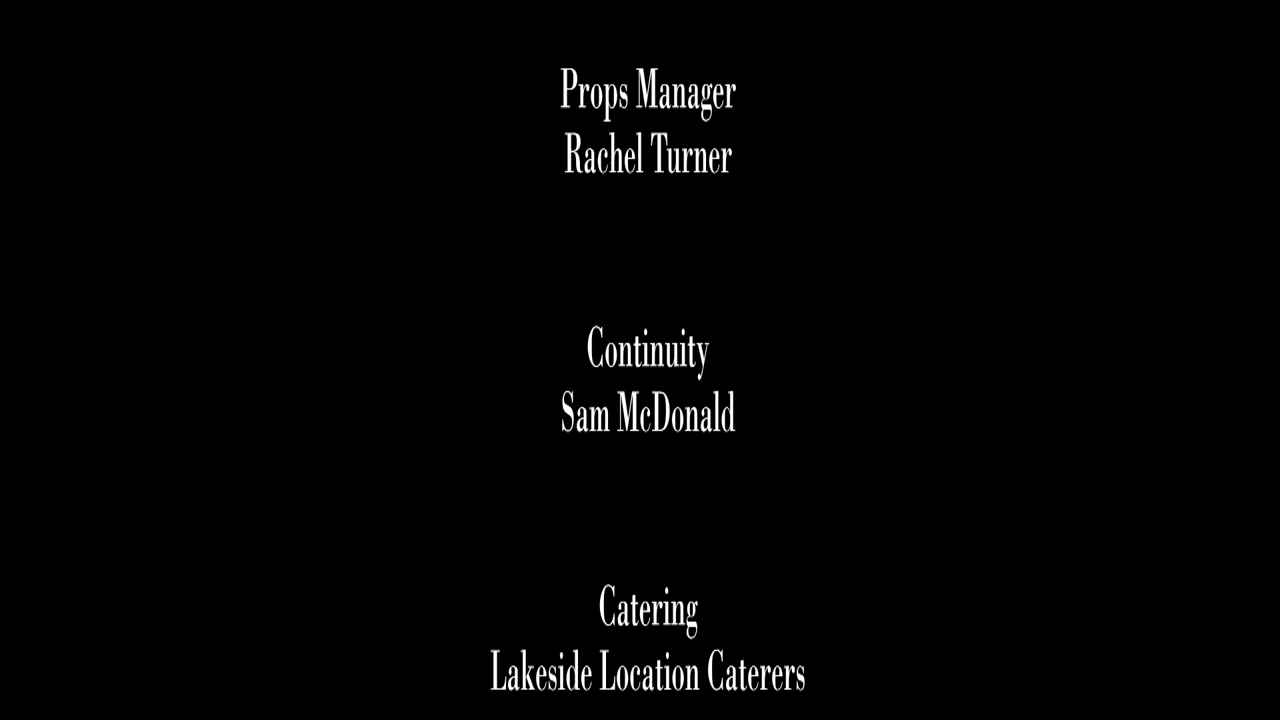 Props Manager
Rachel Turner
Continuity
Sam McDonald
Catering
Lakeside Location Caterers